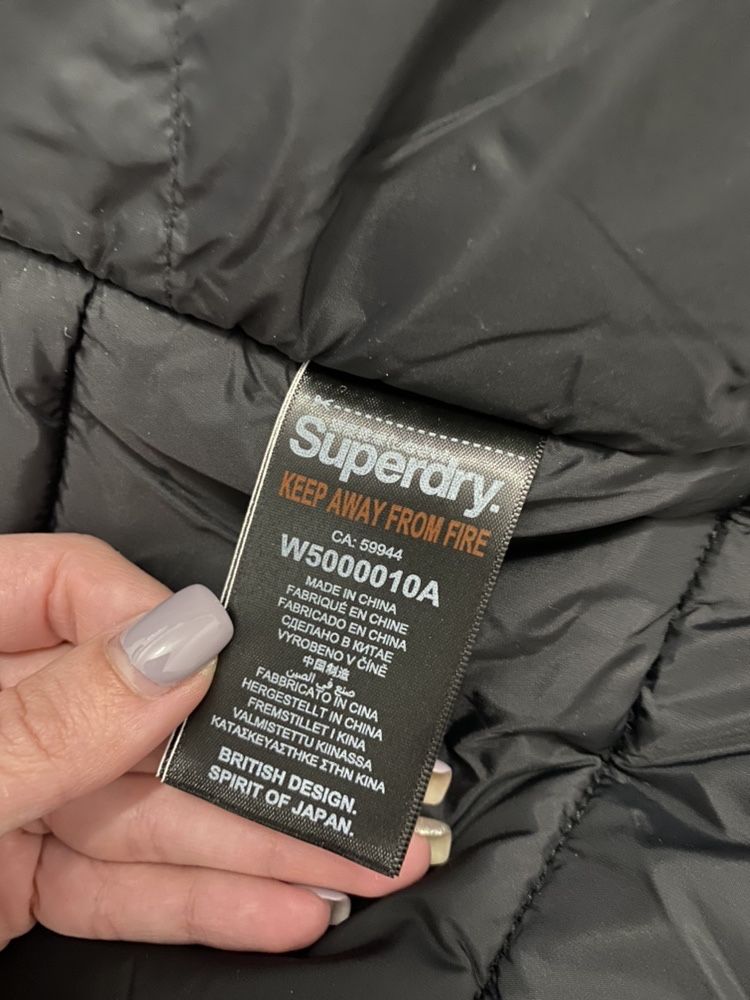 Superdry.
KEEP AWAY FROM FIRE
CA: 59944
W5000010A
MADE IN CHINA
FABRIQUÉ EN CHINE
FABRICADO EN CHINA
СДЕЛАНО В КИТАЕ
VYROBENO V ČÍNĚ
中国制造
صنع في الصين
FABBRICATO IN CINA
HERGESTELLT IN CHINA
FREMSTILLET I KINA
VALMISTETTU KIINASSA
ΚΑΤΑΣΚΕΥΑΣΤΗΚΕ ΣΤΗΝ ΚΙΝΑ
BRITISH DESIGN.
SPIRIT OF JAPAN.